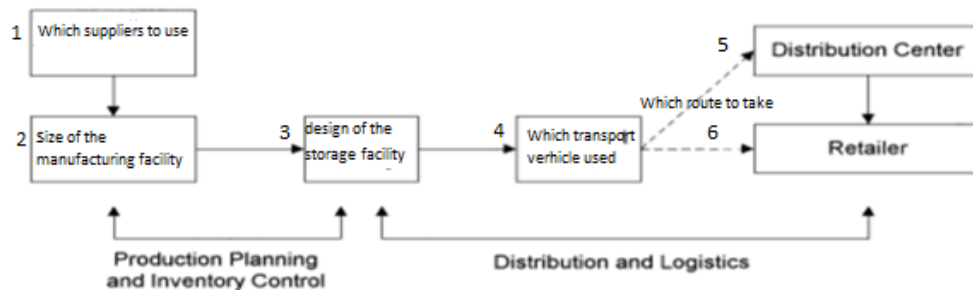 1
Which suppliers to use
2
Size of the
manufacturing facility
3
design of the
storage facility
4
Which transport
verhicle used
5
Which route to take
6
Distribution Center
Retailer
Production Planning
and Inventory Control
Distribution and Logistics